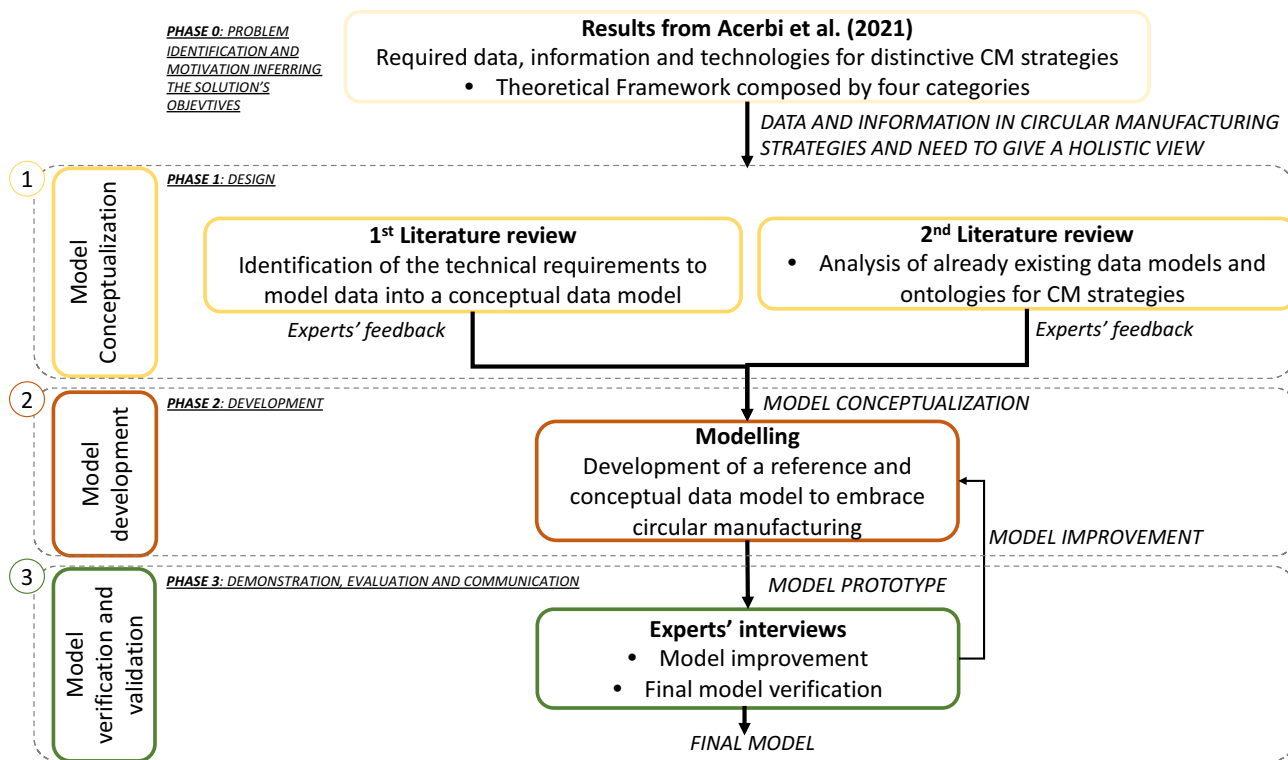 PHASE 0: PROBLEM
IDENTIFICATION AND
MOTIVATION INFERRING
THE SOLUTION'S
OBJEVTIVES
Results from Acerbi et al. (2021)
Required data, information and technologies for distinctive CM strategies
• Theoretical Framework composed by four categories
DATA AND INFORMATION IN CIRCULAR MANUFACTURING
STRATEGIES AND NEED TO GIVE A HOLISTIC VIEW
1
Model
Conceptualization
PHASE 1: DESIGN
1st Literature review
Identification of the technical requirements to
model data into a conceptual data model
Experts' feedback
2nd Literature review
• Analysis of already existing data models and
ontologies for CM strategies
Experts' feedback
2
Model
development
PHASE 2: DEVELOPMENT
MODEL CONCEPTUALIZATION
Modelling
Development of a reference and
conceptual data model to embrace
circular manufacturing
MODEL IMPROVEMENT
3
Model
verification and
validation
PHASE 3: DEMONSTRATION, EVALUATION AND COMMUNICATION
MODEL PROTOTYPE
Experts' interviews
• Model improvement
• Final model verification
FINAL MODEL